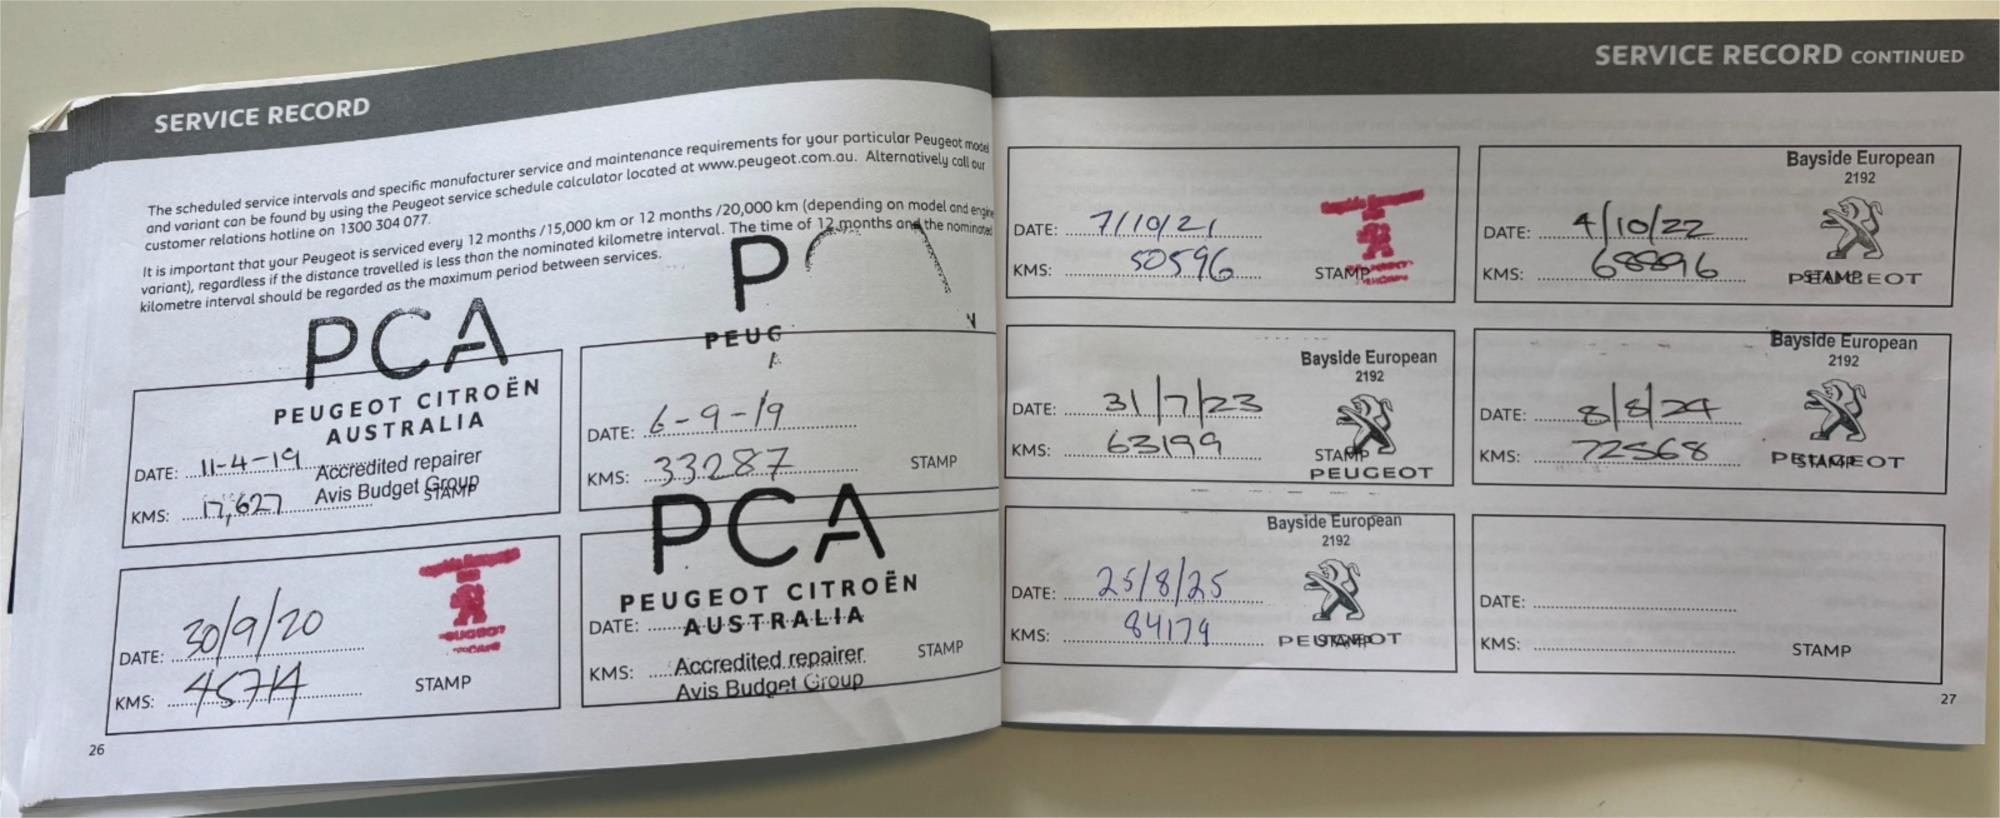 SERVICE RECORD
The scheduled service intervals and specific manufacturer service and maintenance requirements for your particular Peugeot model
and variant can be found by using the Peugeot service schedule calculator located at www.peugeot.com.au. Alternatively call our
customer relations hotline on 1300 304 077.
It is important that your Peugeot is serviced every 12 months /15,000 km or 12 months /20,000 km (depending on model and engine
variant), regardless if the distance travelled is less than the nominated kilometre interval. The time of 12 months and the nominated
kilometre interval should be regarded as the maximum period between services.
PCA
PEUGEOT CITROËN
AUSTRALIA
DATE: 11-4-19 Accredited repairer
Avis Budget Group
KMS: 17,627 STAMP
P
PEUG
DATE: 6-9-19
KMS: 33287 STAMP
DATE: 30/9/20
KMS: 45714 STAMP
PCA
PEUGEOT CITROËN
DATE: AUSTRALIA
KMS: Accredited repairer STAMP
Avis Budget Group
26
SERVICE RECORD CONTINUED
DATE: 7/10/21
KMS: 50596 STAMP
Bayside European
2192
DATE: 4/10/22
KMS: 68896 STAMP
PEUGEOT
Bayside European
2192
DATE: 31/7/23
KMS: 63199 STAMP
PEUGEOT
Bayside European
2192
DATE: 8/8/24
KMS: 72568 STAMP
PEUGEOT
Bayside European
2192
DATE: 25/8/25
KMS: 84179 STAMP
PEUGEOT
DATE:
KMS: STAMP
27